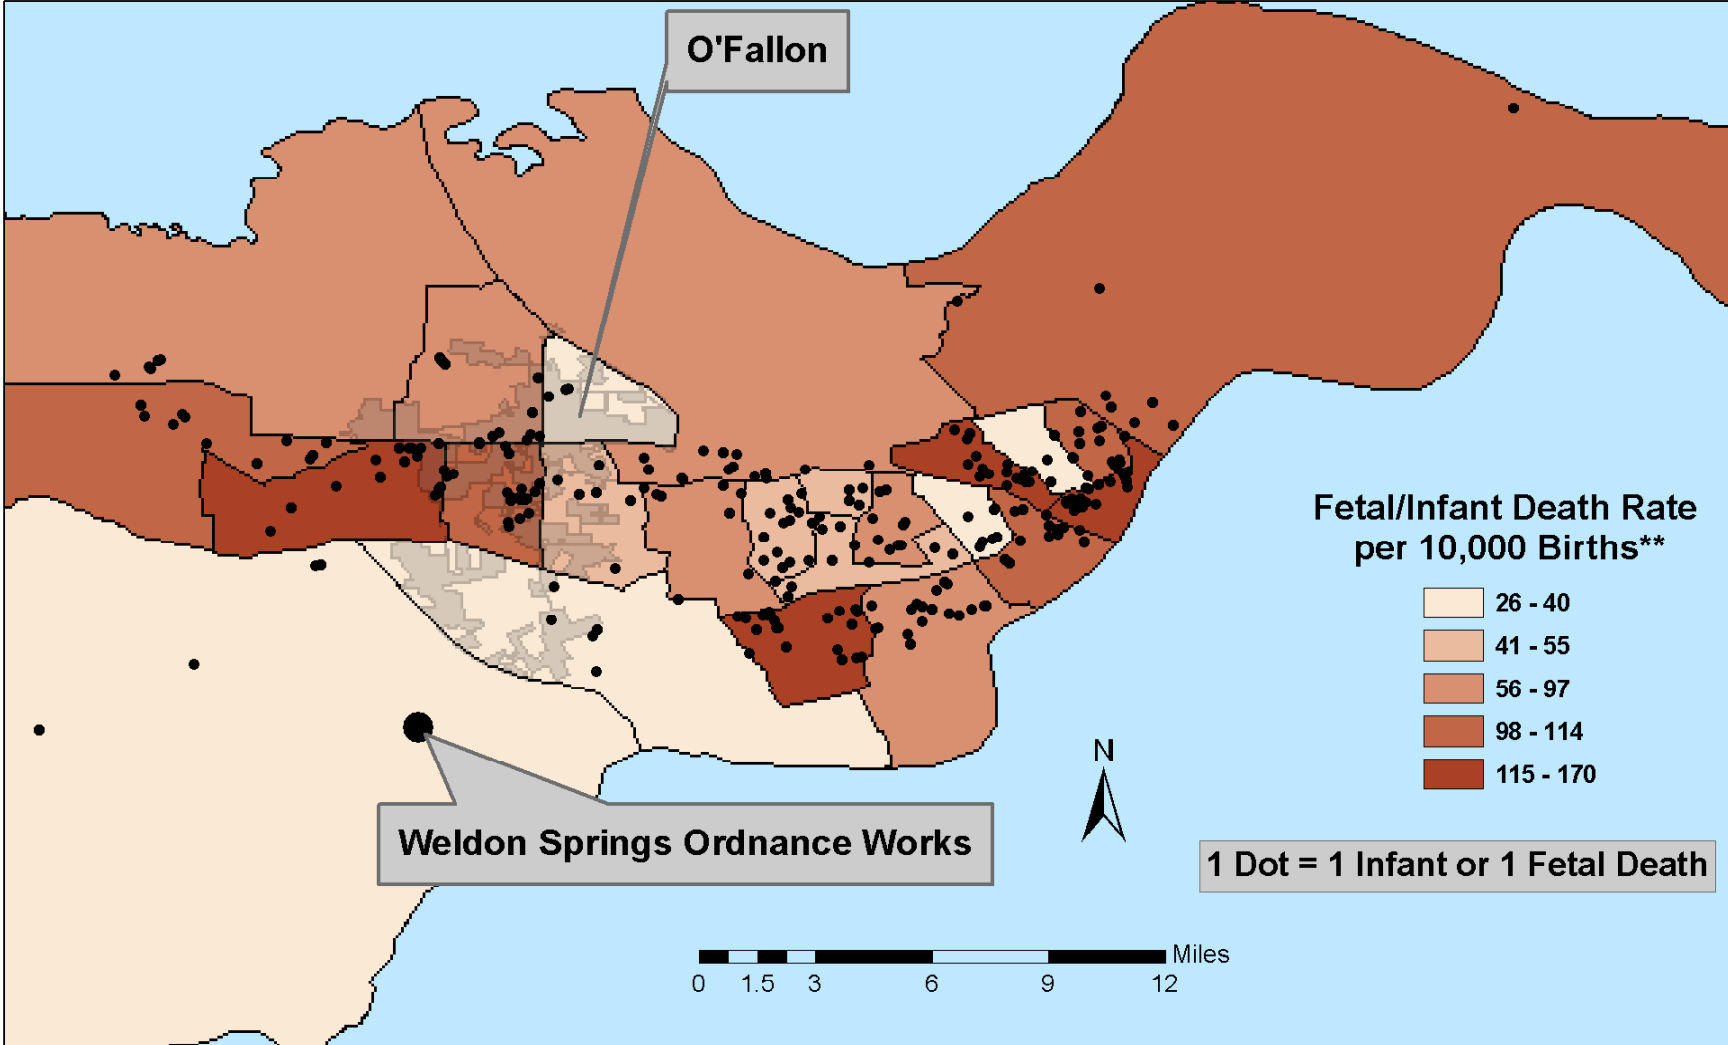 O'Fallon
Fetal/Infant Death Rate
per 10,000 Births**
26 - 40
41 - 55
56 - 97
98 - 114
115 - 170
N
Weldon Springs Ordnance Works
1 Dot = 1 Infant or 1 Fetal Death
Miles
0 1.5 3 6 9 12